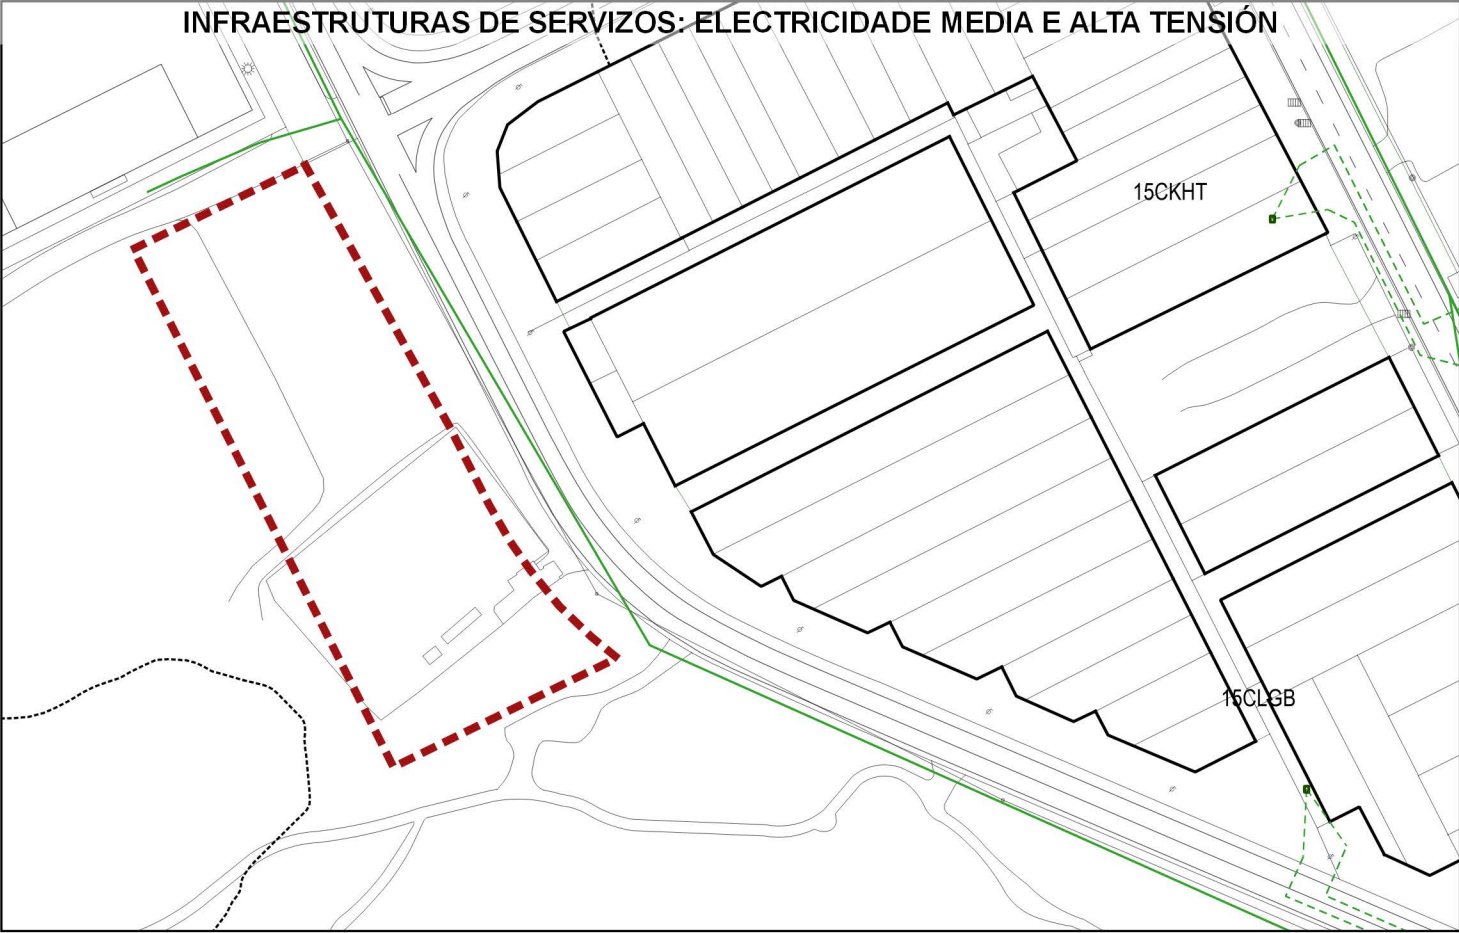 INFRAESTRUTURAS DE SERVIZOS: ELECTRICIDADE MEDIA E ALTA TENSIÓN
15CKHT
15CLGB